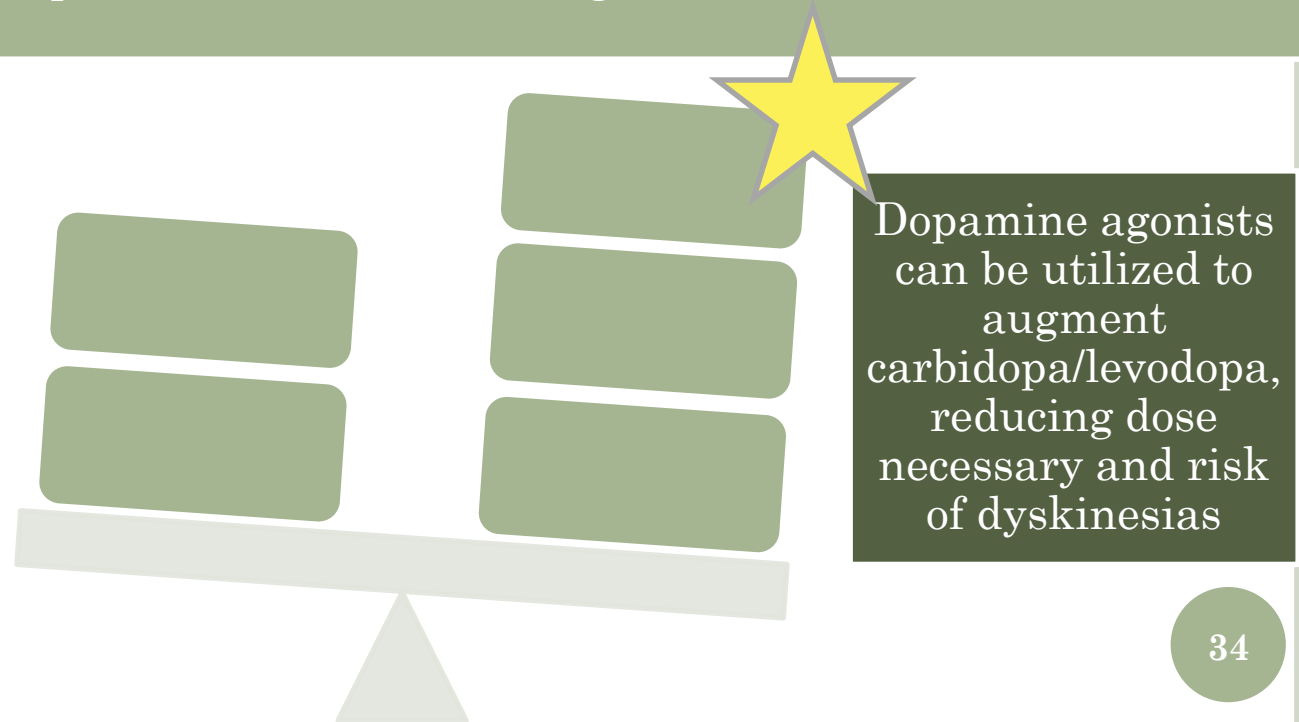 Dopamine agonists
can be utilized to
augment
carbidopa/levodopa,
reducing dose
necessary and risk
of dyskinesias
34